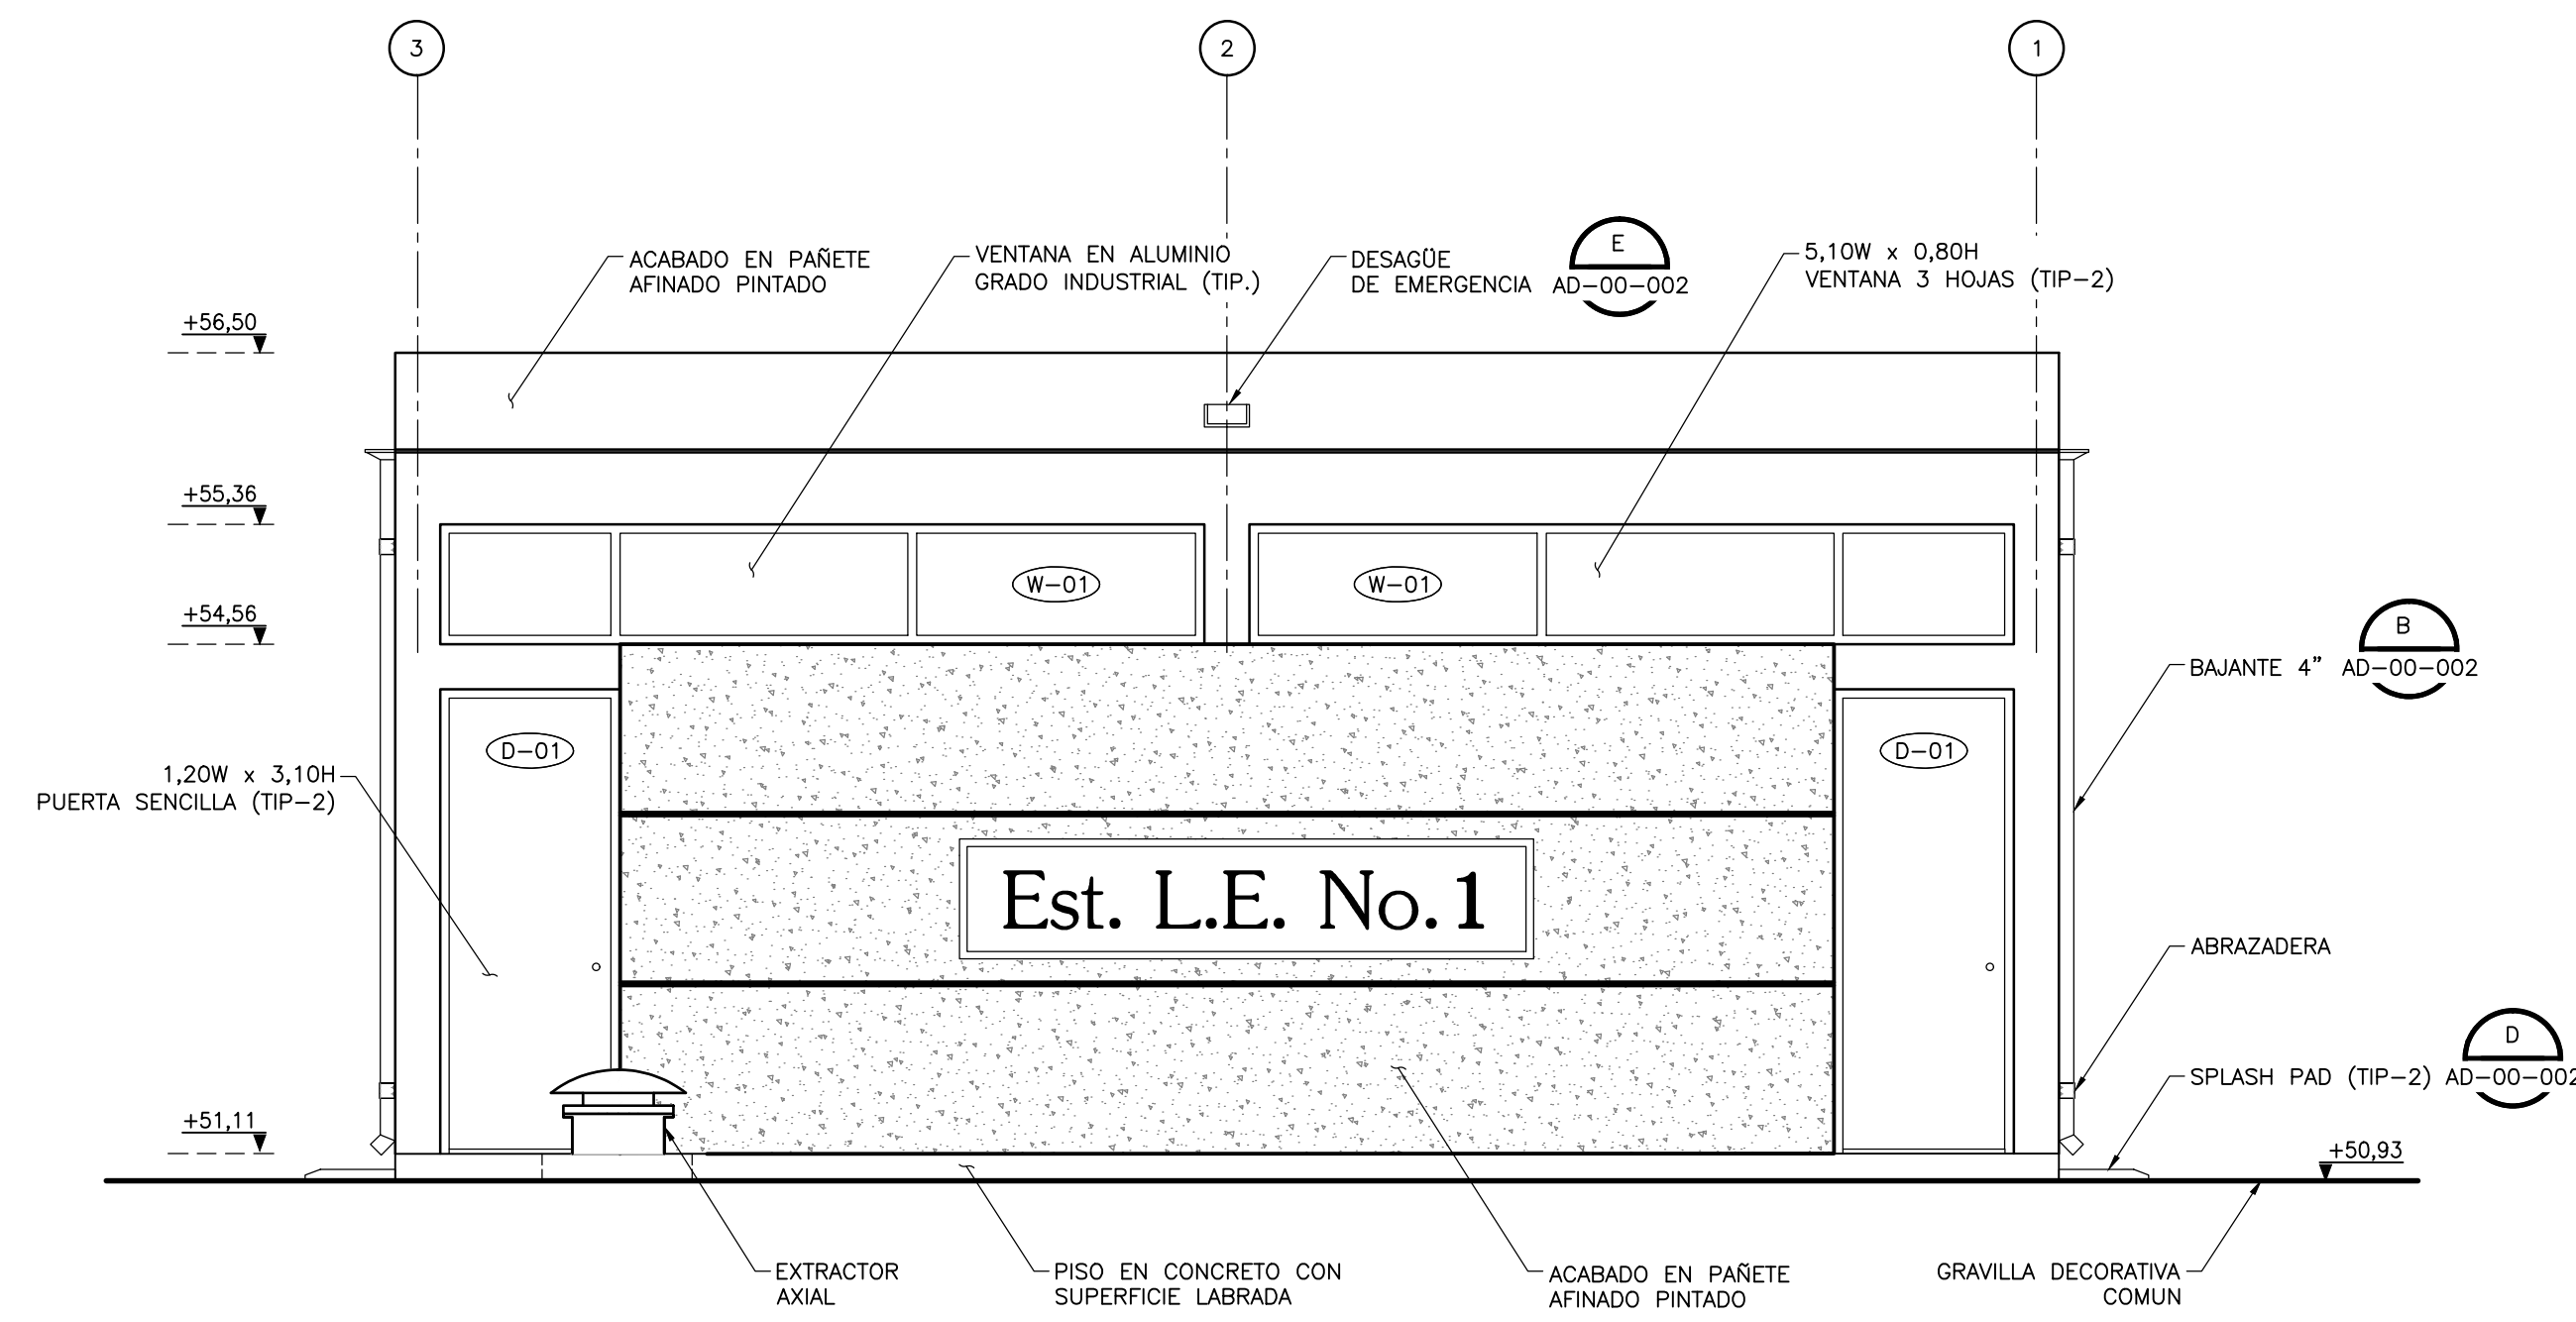 3
2
1
ACABADO EN PAÑETE
AFINADO PINTADO
VENTANA EN ALUMINIO
GRADO INDUSTRIAL (TIP.)
DESAGÜE
DE EMERGENCIA
E
AD-00-002
5,10W x 0,80H
VENTANA 3 HOJAS (TIP-2)
+56,50
+55,36
+54,56
W-01
W-01
B
BAJANTE 4”
AD-00-002
D-01
D-01
1,20W x 3,10H
PUERTA SENCILLA (TIP-2)
Est. L.E. No.1
ABRAZADERA
D
SPLASH PAD (TIP-2)
AD-00-002
+51,11
+50,93
EXTRACTOR
AXIAL
PISO EN CONCRETO CON
SUPERFICIE LABRADA
ACABADO EN PAÑETE
AFINADO PINTADO
GRAVILLA DECORATIVA
COMUN